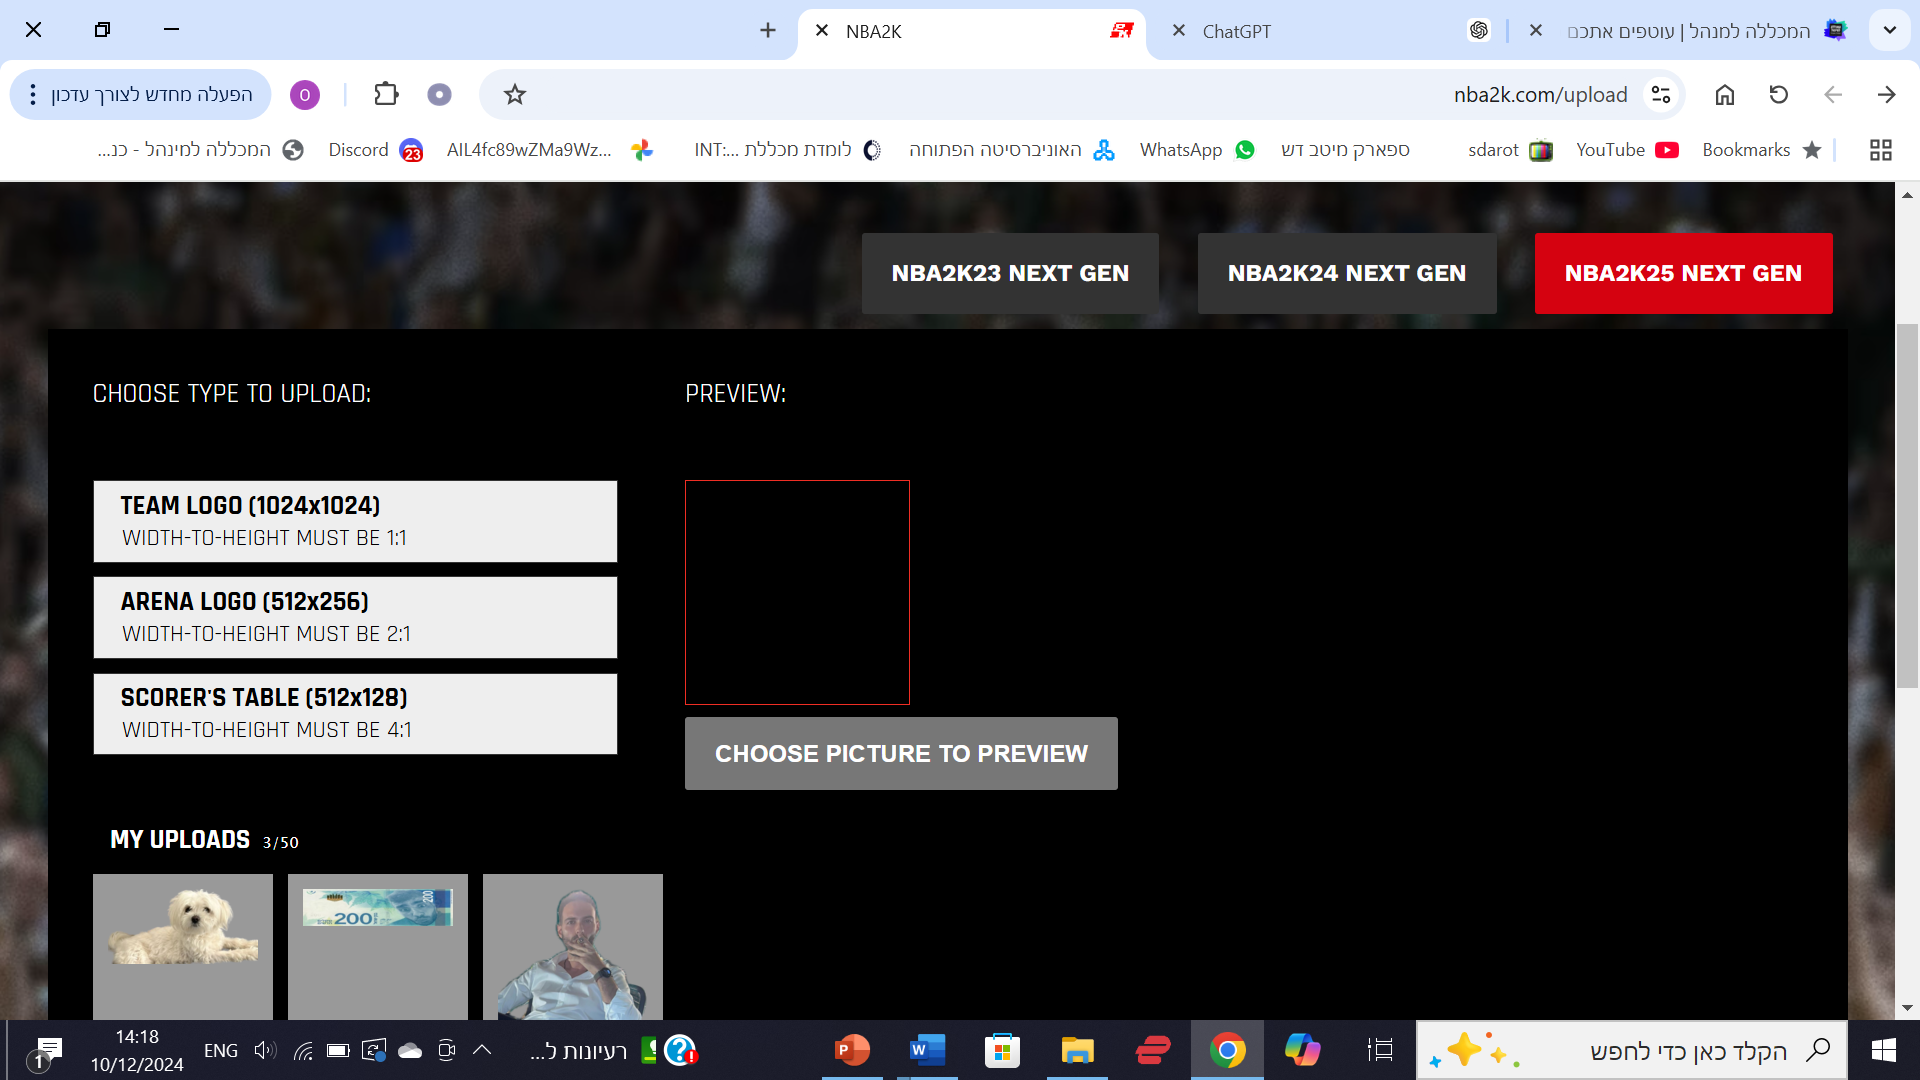 NBA2K
ChatGPT
המכללה למנהל | עוטפים אתכם
הפעלה מחדש לצורך עדכון
O
nba2k.com/upload
Bookmarks
YouTube
sdarot
ספארק מיטב דש
WhatsApp
האוניברסיטה הפתוחה
לומדת מכללת INT:...
AIL4fc89wZMa9Wz...
Discord
23
המכללה למינהל - כנ...
NBA2K23 NEXT GEN
NBA2K24 NEXT GEN
NBA2K25 NEXT GEN
CHOOSE TYPE TO UPLOAD:
PREVIEW:
TEAM LOGO (1024x1024)
WIDTH-TO-HEIGHT MUST BE 1:1
ARENA LOGO (512x256)
WIDTH-TO-HEIGHT MUST BE 2:1
SCORER'S TABLE (512x128)
WIDTH-TO-HEIGHT MUST BE 4:1
CHOOSE PICTURE TO PREVIEW
MY UPLOADS 3/50
200
200
1
14:18
10/12/2024
ENG
רעיונות ל...
P
W
הקלד כאן כדי לחפש